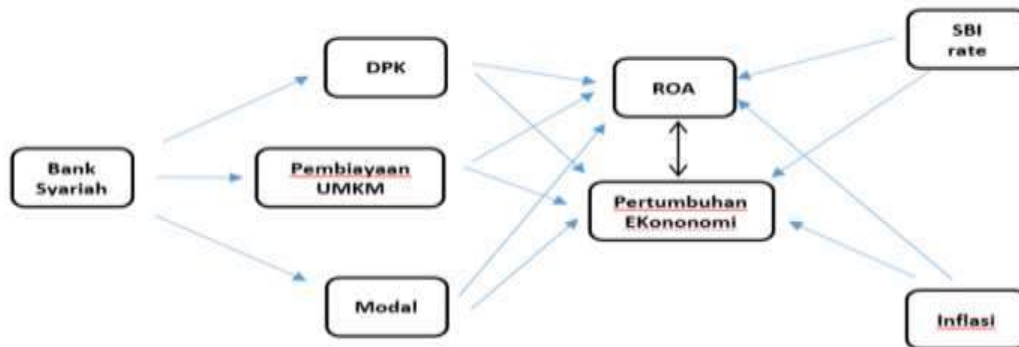 SBI
rate
DPK
ROA
Bank
Syariah
Pembiayaan
UMKM
Pertumbuhan
EKononomi
Modal
Inflasi